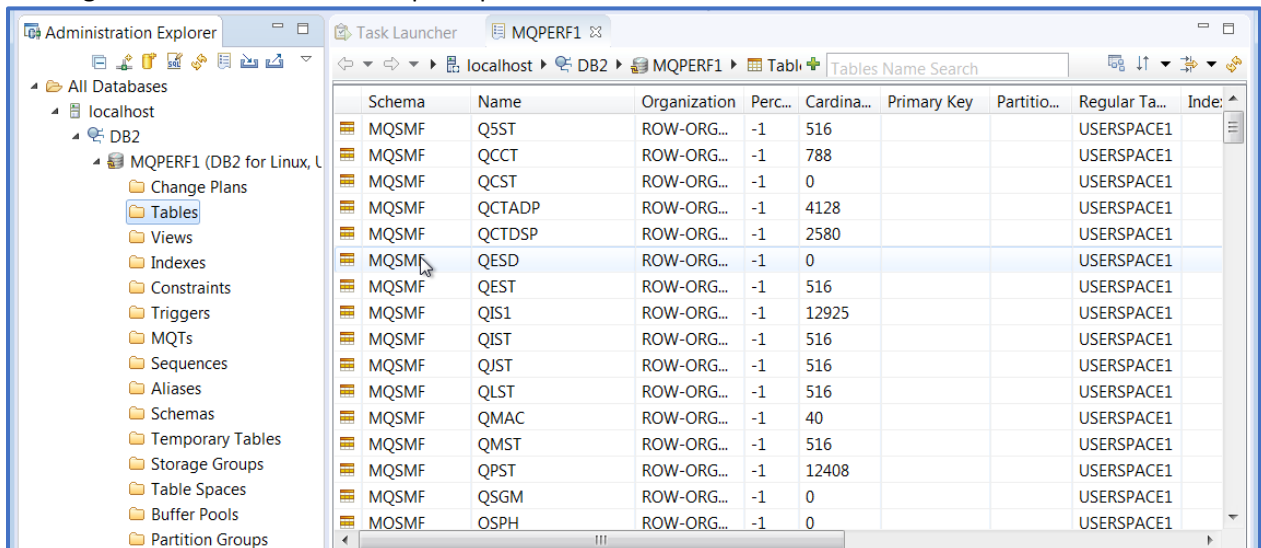 Administration Explorer
All Databases
localhost
DB2
MQPERF1 (DB2 for Linux, U
Change Plans
Tables
Views
Indexes
Constraints
Triggers
MQTs
Sequences
Aliases
Schemas
Temporary Tables
Storage Groups
Table Spaces
Buffer Pools
Partition Groups
Task Launcher MQPERF1
localhost DB2 MQPERF1 Tabl Tables Name Search
Schema Name Organization Perc... Cardina... Primary Key Partitio... Regular Ta... Inde
MQSMF Q5ST ROW-ORG... -1 516 USERSPACE1
MQSMF QCCT ROW-ORG... -1 788 USERSPACE1
MQSMF QCST ROW-ORG... -1 0 USERSPACE1
MQSMF QCTADP ROW-ORG... -1 4128 USERSPACE1
MQSMF QCTDSP ROW-ORG... -1 2580 USERSPACE1
MQSMF QESD ROW-ORG... -1 0 USERSPACE1
MQSMF QEST ROW-ORG... -1 516 USERSPACE1
MQSMF QIS1 ROW-ORG... -1 12925 USERSPACE1
MQSMF QIST ROW-ORG... -1 516 USERSPACE1
MQSMF QJST ROW-ORG... -1 516 USERSPACE1
MQSMF QLST ROW-ORG... -1 516 USERSPACE1
MQSMF QMAC ROW-ORG... -1 40 USERSPACE1
MQSMF QMST ROW-ORG... -1 516 USERSPACE1
MQSMF QPST ROW-ORG... -1 12408 USERSPACE1
MQSMF QSGM ROW-ORG... -1 0 USERSPACE1
MQSMF QSPH ROW-ORG... -1 0 USERSPACE1